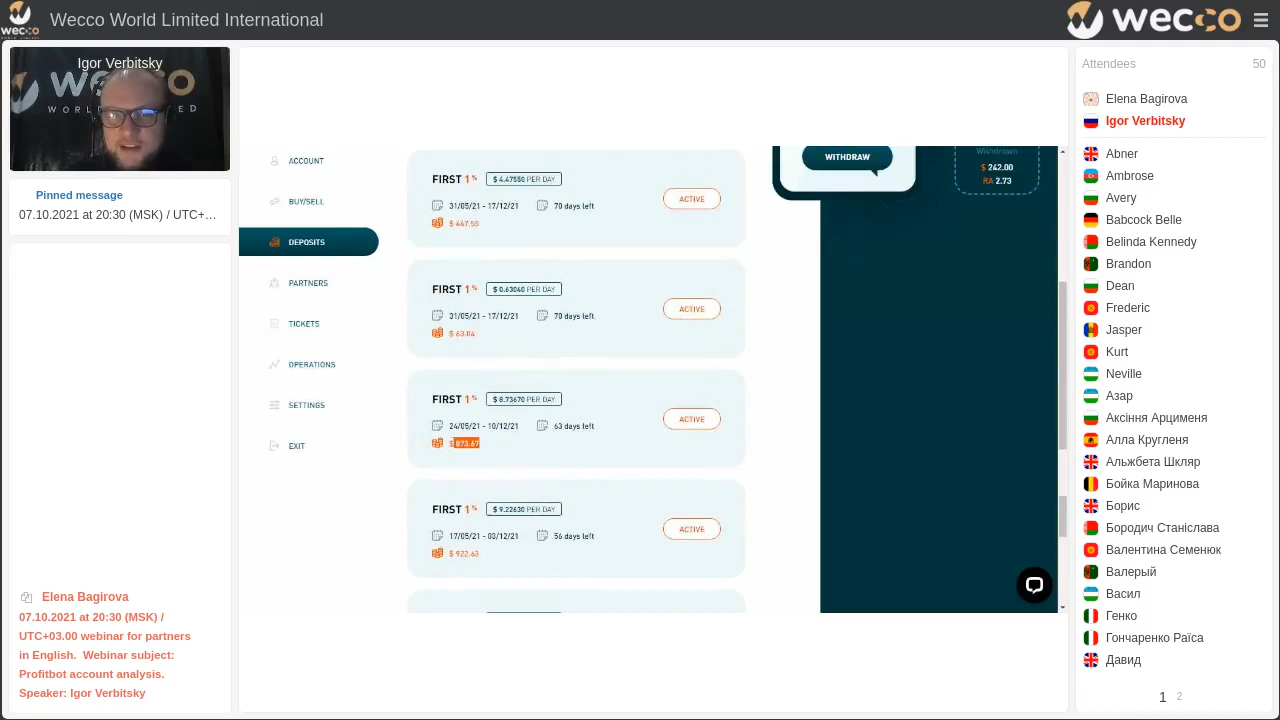 Wecco World Limited International
wecco
WORLD LIMITED
wecco
Igor Verbitsky
Pinned message
07.10.2021 at 20:30 (MSK) / UTC+…
Elena Bagirova
07.10.2021 at 20:30 (MSK) /
UTC+03.00 webinar for partners
in English.  Webinar subject:
Profitbot account analysis.
Speaker: Igor Verbitsky
ACCOUNT
BUY/SELL
DEPOSITS
PARTNERS
TICKETS
OPERATIONS
SETTINGS
EXIT
FIRST 1% $ 4.47550 PER DAY
31/05/21 - 17/12/21 70 days left
$ 447.55
ACTIVE
FIRST 1% $ 0.63040 PER DAY
31/05/21 - 17/12/21 70 days left
$ 63.04
ACTIVE
FIRST 1% $ 8.73670 PER DAY
24/05/21 - 10/12/21 63 days left
$ 873.67
ACTIVE
FIRST 1% $ 9.22630 PER DAY
17/05/21 - 03/12/21 56 days left
$ 922.63
ACTIVE
WITHDRAW
Wishdrawn
$ 242.00
RA 2.73
Attendees 50
Elena Bagirova
Igor Verbitsky
Abner
Ambrose
Avery
Babcock Belle
Belinda Kennedy
Brandon
Dean
Frederic
Jasper
Kurt
Neville
Азар
Аксіння Арцименя
Алла Кругленя
Альжбета Шкляр
Бойка Маринова
Борис
Бородич Станіслава
Валентина Семенюк
Валерый
Васил
Генко
Гончаренко Раїса
Давид
1 2